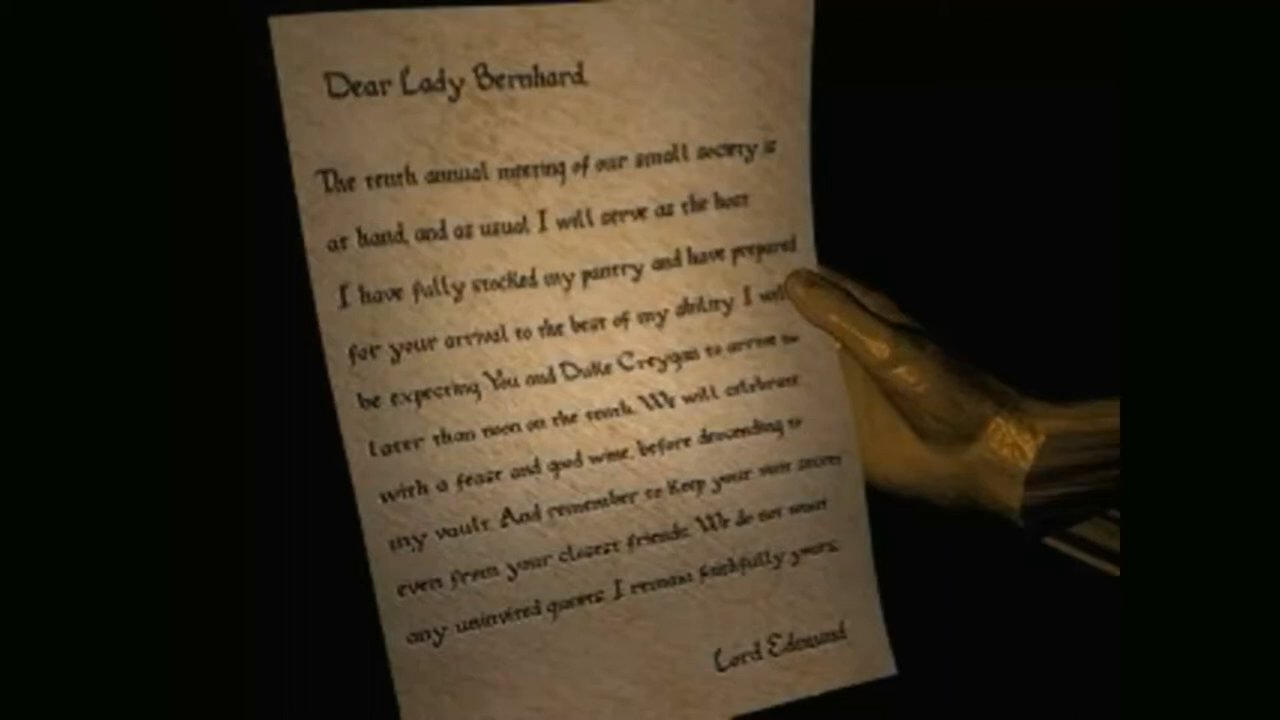 Dear Lady Bernhard,
The tenth annual meeting of our small society is
at hand, and as usual I will serve as the host
I have fully stocked my pantry and have prepared
for your arrival to the best of my ability. I will
be expecting You and Duke Creygan to arrive no
later than noon on the tenth. We will celebrate
with a feast and good wine, before descending to
my vault. And remember to keep your vow secret
even from your closest friends. We do not want
any uninvited guests. I remain faithfully yours,
Lord Edmund